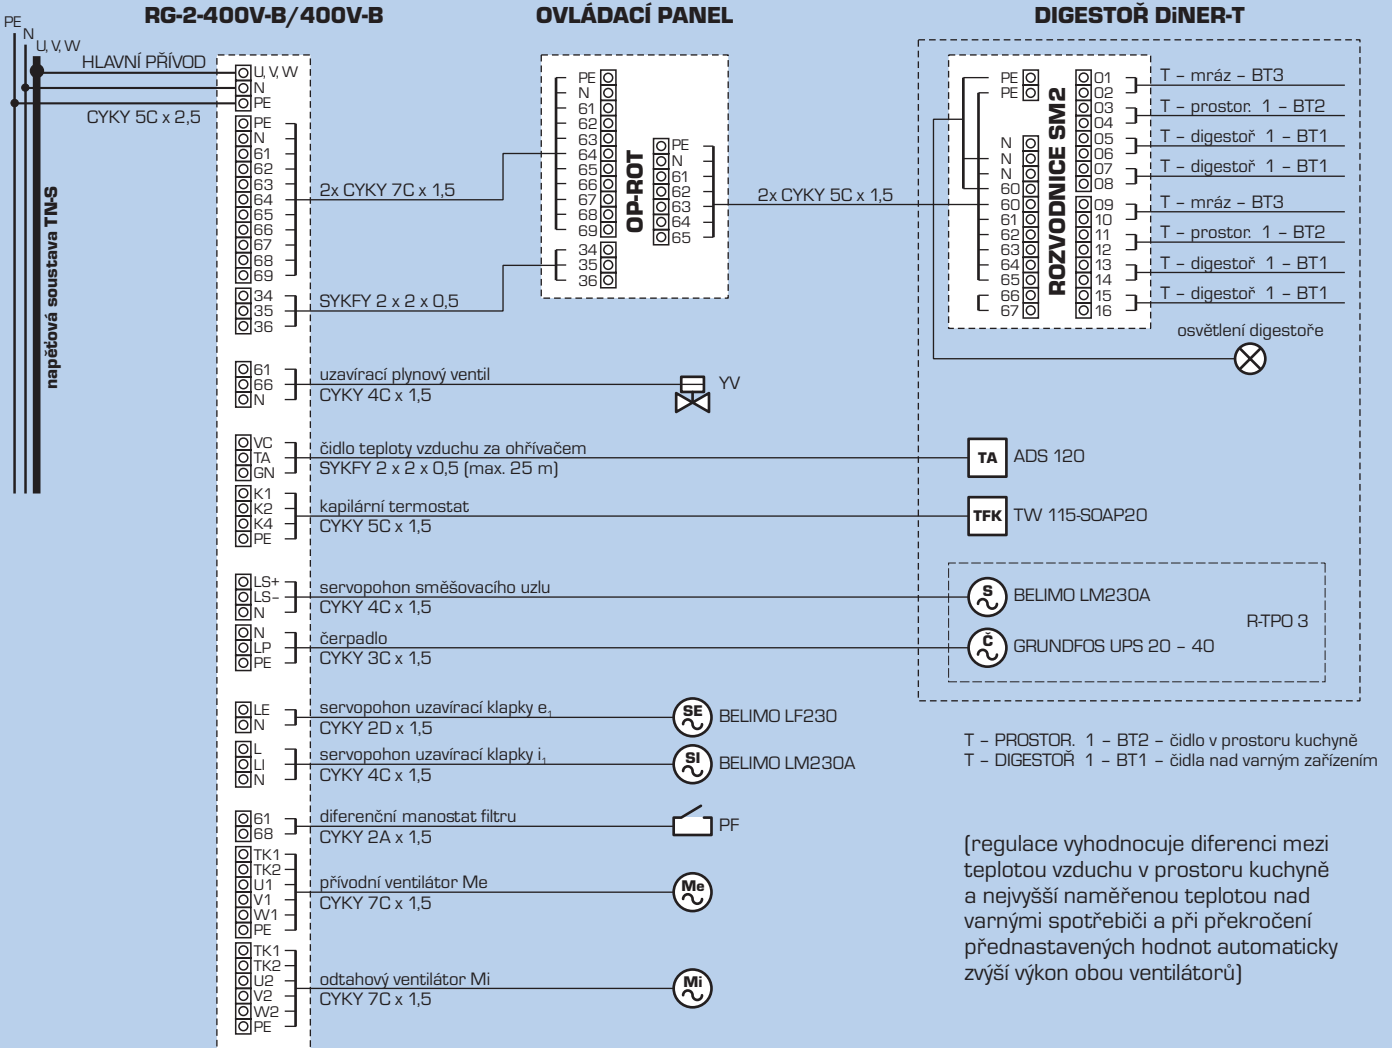 RG-2-400V-B/400V-B
OVLÁDACÍ PANEL
DIGESTOŘ DiNER-T
PE
N
U, V, W
HLAVNÍ PŘÍVOD
CYKY 5C x 2,5
napěťová soustava TN-S
U, V, W
N
PE
PE
N
61
62
63
64
65
66
67
68
69
2x CYKY 7C x 1,5
34
35
36
SYKFY 2 x 2 x 0,5
PE
N
61
62
63
64
65
66
67
68
69
34
35
36
OP-ROT
PE
N
61
62
63
64
65
2x CYKY 5C x 1,5
PE
PE
N
N
N
60
60
61
62
63
64
65
66
67
ROZVODNICE SM2
01
02
03
04
05
06
07
08
09
10
11
12
13
14
15
16
T – mráz – BT3
T – prostor. 1 – BT2
T – digestoř 1 – BT1
T – digestoř 1 – BT1
T – mráz – BT3
T – prostor. 1 – BT2
T – digestoř 1 – BT1
T – digestoř 1 – BT1
osvětlení digestoře
61
66
N
uzavírací plynový ventil
CYKY 4C x 1,5
YV
VC
TA
GN
čidlo teploty vzduchu za ohřívačem
SYKFY 2 x 2 x 0,5 (max. 25 m)
TA
ADS 120
K1
K2
K4
PE
kapilární termostat
CYKY 5C x 1,5
TFK
TW 115-SOAP20
LS+
LS–
N
servopohon směšovacího uzlu
CYKY 4C x 1,5
S
BELIMO LM230A
N
LP
PE
čerpadlo
CYKY 3C x 1,5
Č
GRUNDFOS UPS 20 – 40
R-TPO 3
LE
N
servopohon uzavírací klapky e1
CYKY 2D x 1,5
SE
BELIMO LF230
L
LI
N
servopohon uzavírací klapky i1
CYKY 4C x 1,5
SI
BELIMO LM230A
T – PROSTOR. 1 – BT2 – čidlo v prostoru kuchyně
T – DIGESTOŘ 1 – BT1 – čidla nad varným zařízením
61
68
diferenční manostat filtru
CYKY 2A x 1,5
PF
TK1
TK2
U1
V1
W1
PE
přívodní ventilátor Me
CYKY 7C x 1,5
Me
TK1
TK2
U2
V2
W2
PE
odtahový ventilátor Mi
CYKY 7C x 1,5
Mi
(regulace vyhodnocuje diferenci mezi
teplotou vzduchu v prostoru kuchyně
a nejvyšší naměřenou teplotou nad
varnými spotřebiči a při překročení
přednastavených hodnot automaticky
zvýší výkon obou ventilátorů)